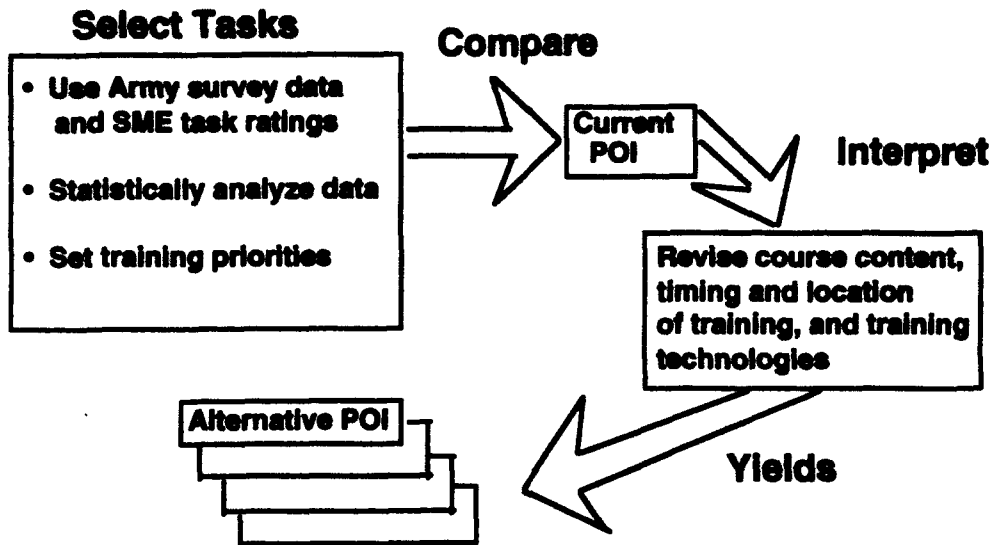 Select Tasks
• Use Army survey data
and SME task ratings
• Statistically analyze data
• Set training priorities
Compare
Current
POI
Interpret
Revise course content,
timing and location
of training, and training
technologies
Yields
Alternative POI